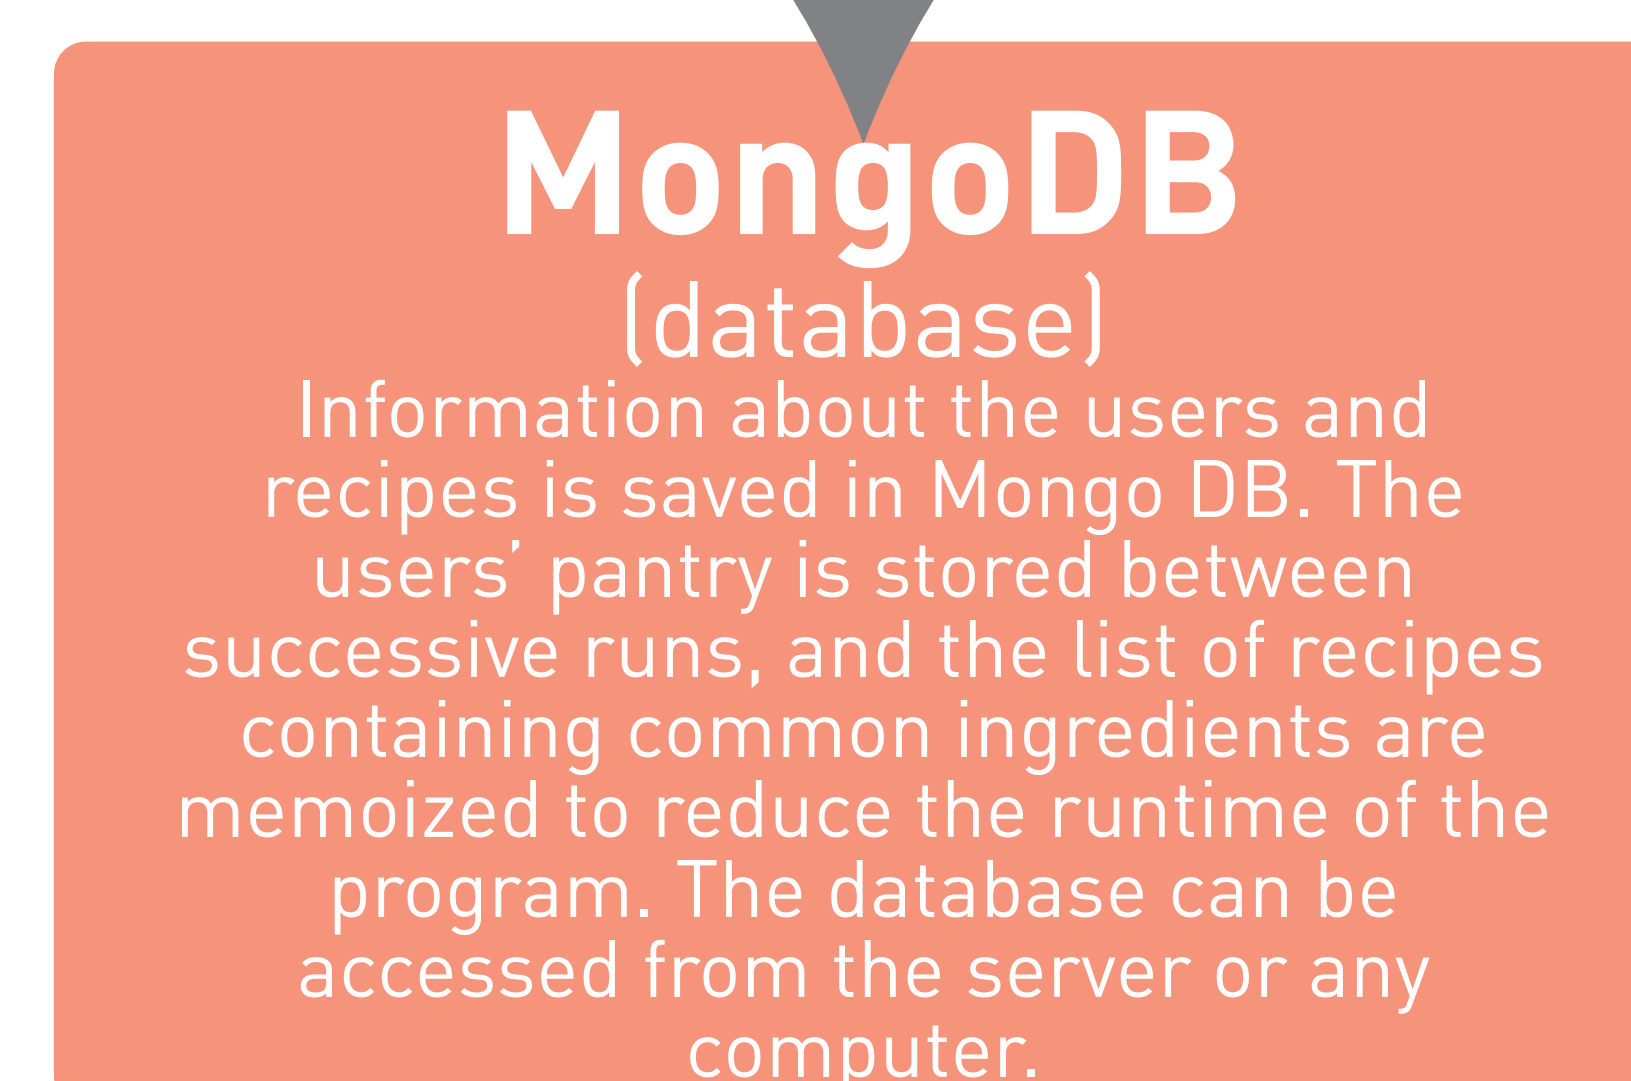 MongoDB
(database)
Information about the users and
recipes is saved in Mongo DB. The
users’ pantry is stored between
successive runs, and the list of recipes
containing common ingredients are
memoized to reduce the runtime of the
program. The database can be
accessed from the server or any
computer.